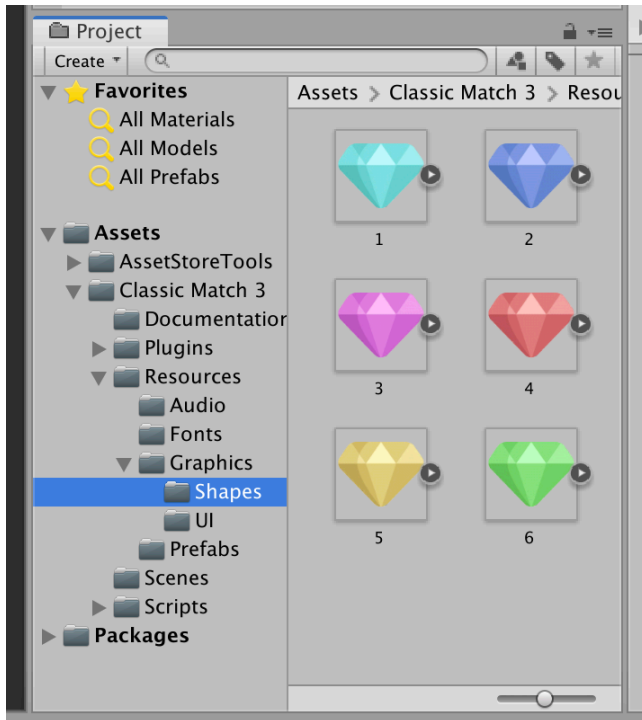 Project
Create
Favorites
All Materials
All Models
All Prefabs
Assets
AssetStoreTools
Classic Match 3
Documentation
Plugins
Resources
Audio
Fonts
Graphics
Shapes
UI
Prefabs
Scenes
Scripts
Packages
Assets > Classic Match 3 > Resou
1 2
3 4
5 6